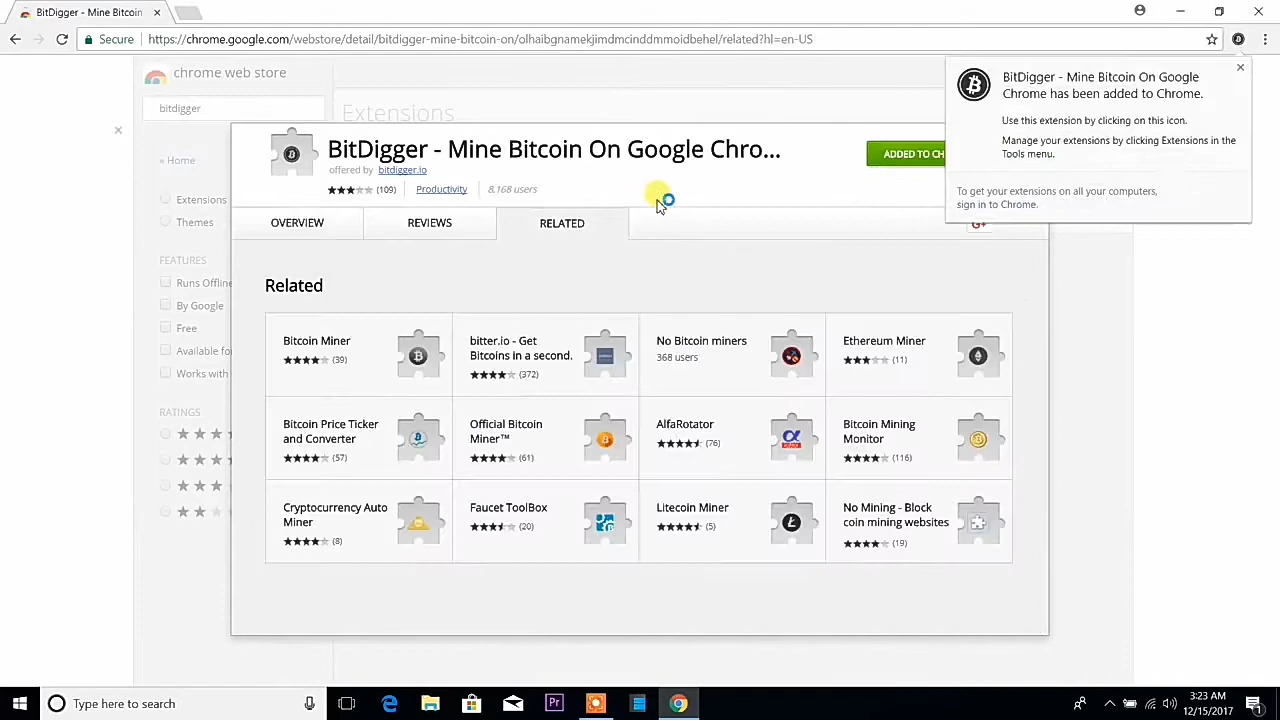 BitDigger - Mine Bitcoin
Secure
https://chrome.google.com/webstore/detail/bitdigger-mine-bitcoin-on/olhaibgnamekjimdmcinddmmoidbehel/related?hl=en-US
chrome web store
bitdigger
Extensions
« Home
Extensions
Themes
FEATURES
Runs Offline
By Google
Free
Available for
Works with
RATINGS
BitDigger - Mine Bitcoin On Google Chro...
offered by bitdigger.io
(109)
Productivity
8,168 users
ADDED TO CH
OVERVIEW
REVIEWS
RELATED
G+
BitDigger - Mine Bitcoin On Google
Chrome has been added to Chrome.
Use this extension by clicking on this icon.
Manage your extensions by clicking Extensions in the
Tools menu.
To get your extensions on all your computers,
sign in to Chrome.
Related
Bitcoin Miner
(39)
bitter.io - Get
Bitcoins in a second.
(372)
No Bitcoin miners
368 users
Ethereum Miner
(11)
Bitcoin Price Ticker
and Converter
(57)
Official Bitcoin
Miner™
(61)
AlfaRotator
(76)
Bitcoin Mining
Monitor
(116)
Cryptocurrency Auto
Miner
(8)
Faucet ToolBox
(20)
Litecoin Miner
(5)
No Mining - Block
coin mining websites
(19)
Type here to search
Pr
3:23 AM
12/15/2017
1